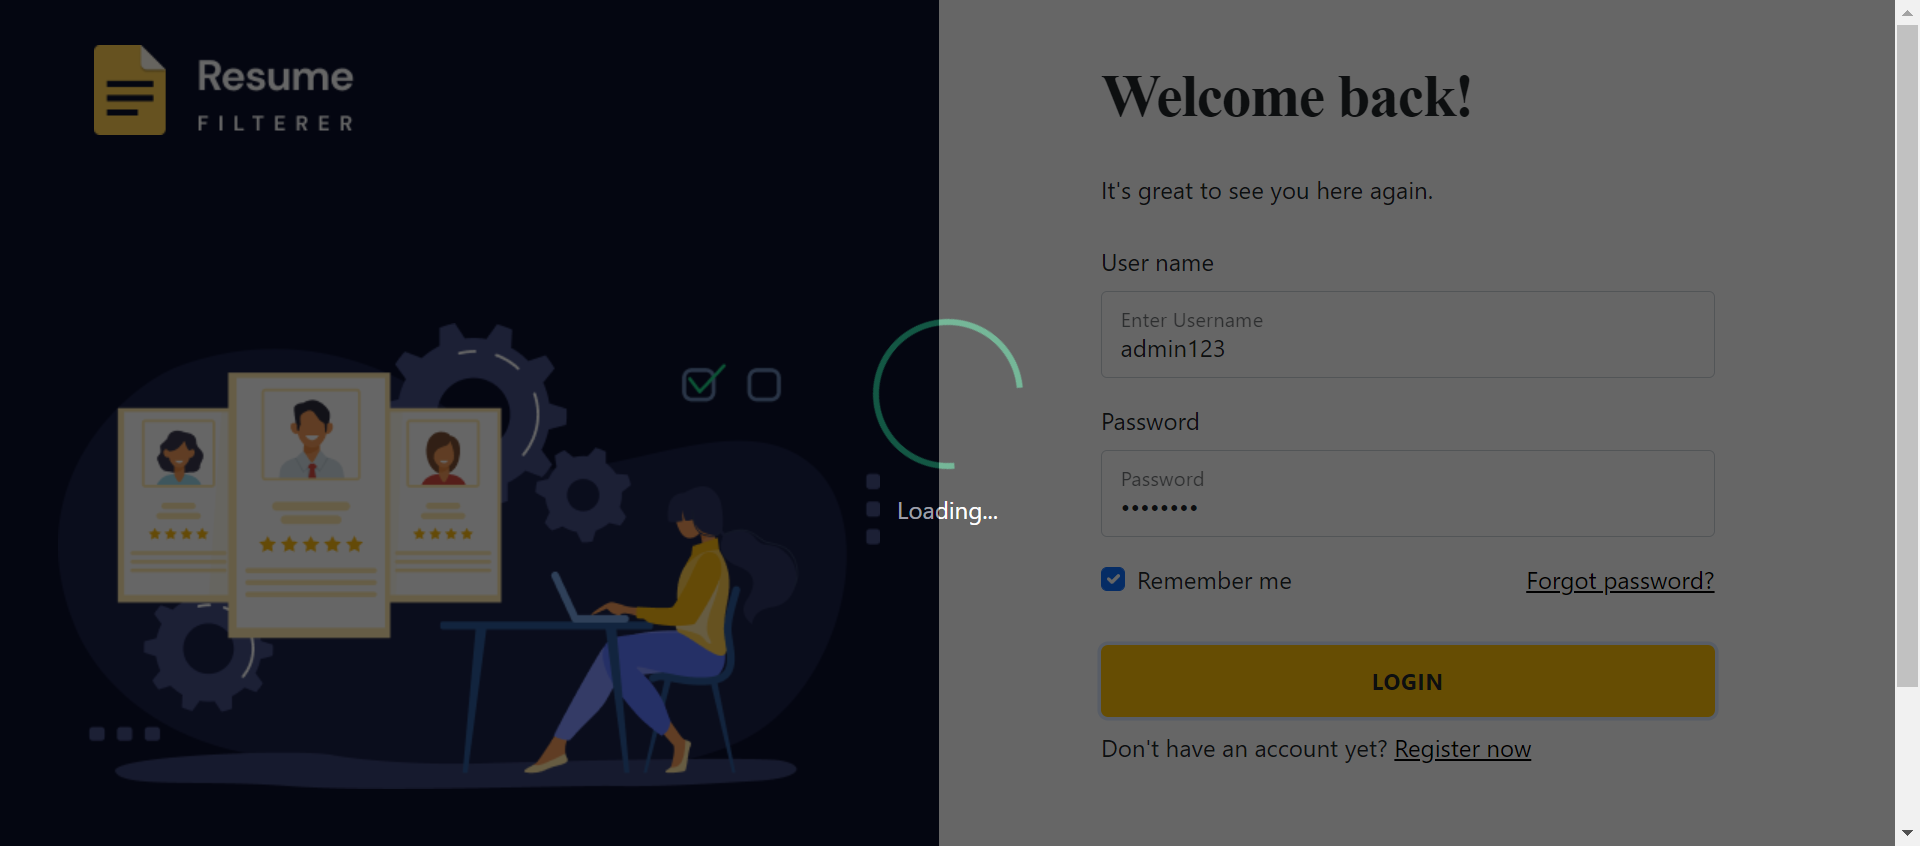 Resume
FILTERER
Welcome back!
It's great to see you here again.
User name
Enter Username
admin123
Password
Password
••••••••
Remember me
Forgot password?
LOGIN
Don't have an account yet? Register now
Loading...